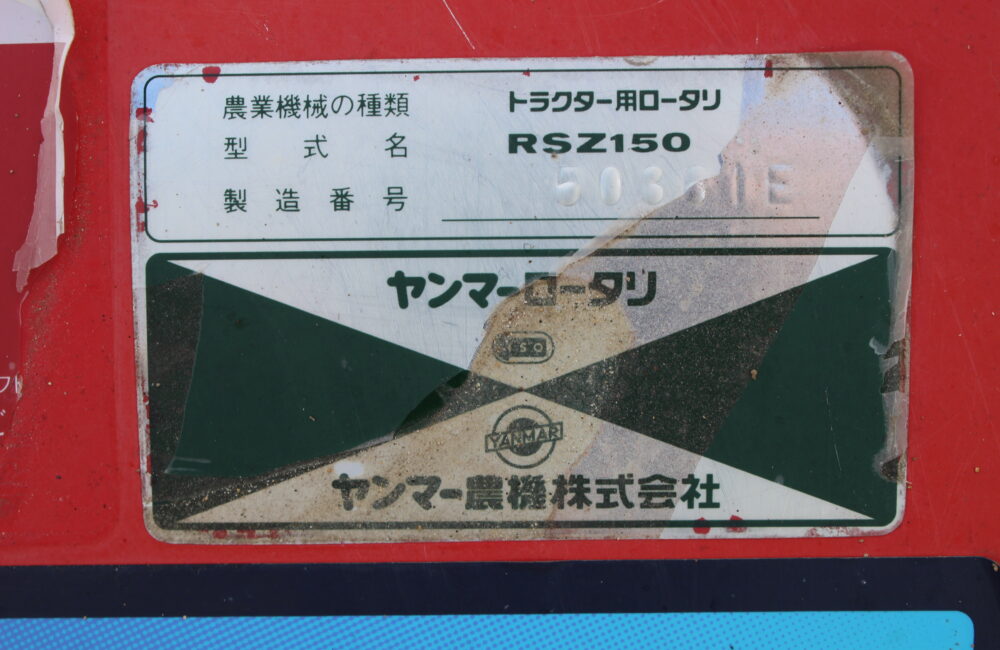 農業機械の種類 トラクター用ロータリ
型式名 RSZ150
製造番号
ヤンマーロータリ
YANMAR
ヤンマー農機株式会社
フト